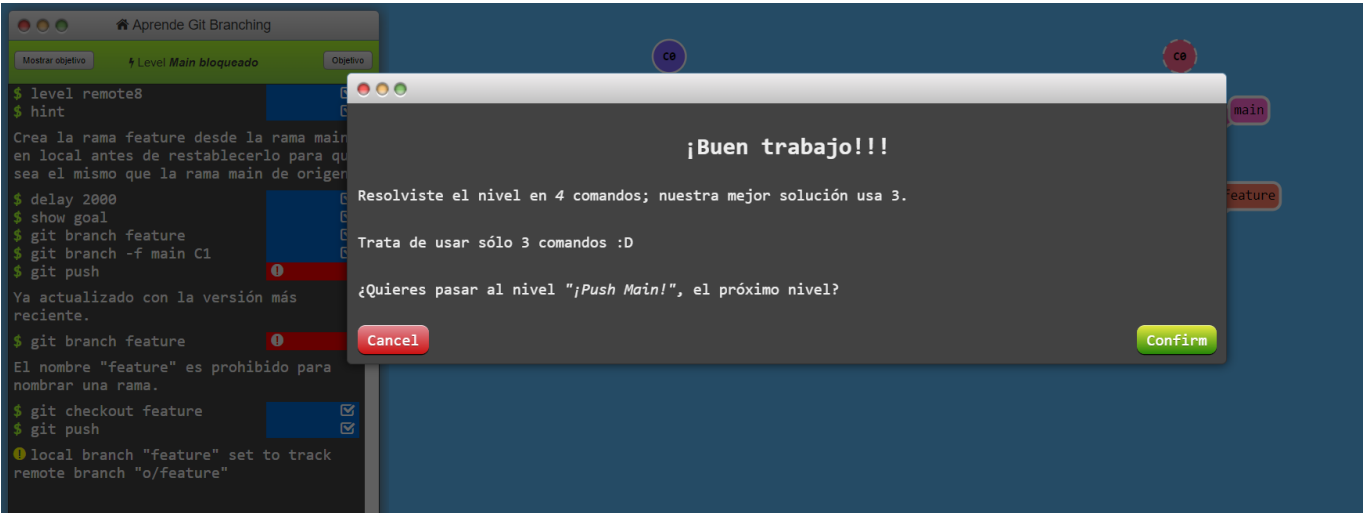 Aprende Git Branching
Mostrar objetivo
Level Main bloqueado
Objetivo
$ level remote8
$ hint
Crea la rama feature desde la rama main
en local antes de restablecerlo para qu
sea el mismo que la rama main de origen
$ delay 2000
$ show goal
$ git branch feature
$ git branch -f main C1
$ git push
Ya actualizado con la versión más
reciente.
$ git branch feature
El nombre "feature" es prohibido para
nombrar una rama.
$ git checkout feature
$ git push
local branch "feature" set to track
remote branch "o/feature"
c0
c0
main
feature
¡Buen trabajo!!!
Resolviste el nivel en 4 comandos; nuestra mejor solución usa 3.
Trata de usar sólo 3 comandos :D
¿Quieres pasar al nivel "¡Push Main!", el próximo nivel?
Cancel
Confirm